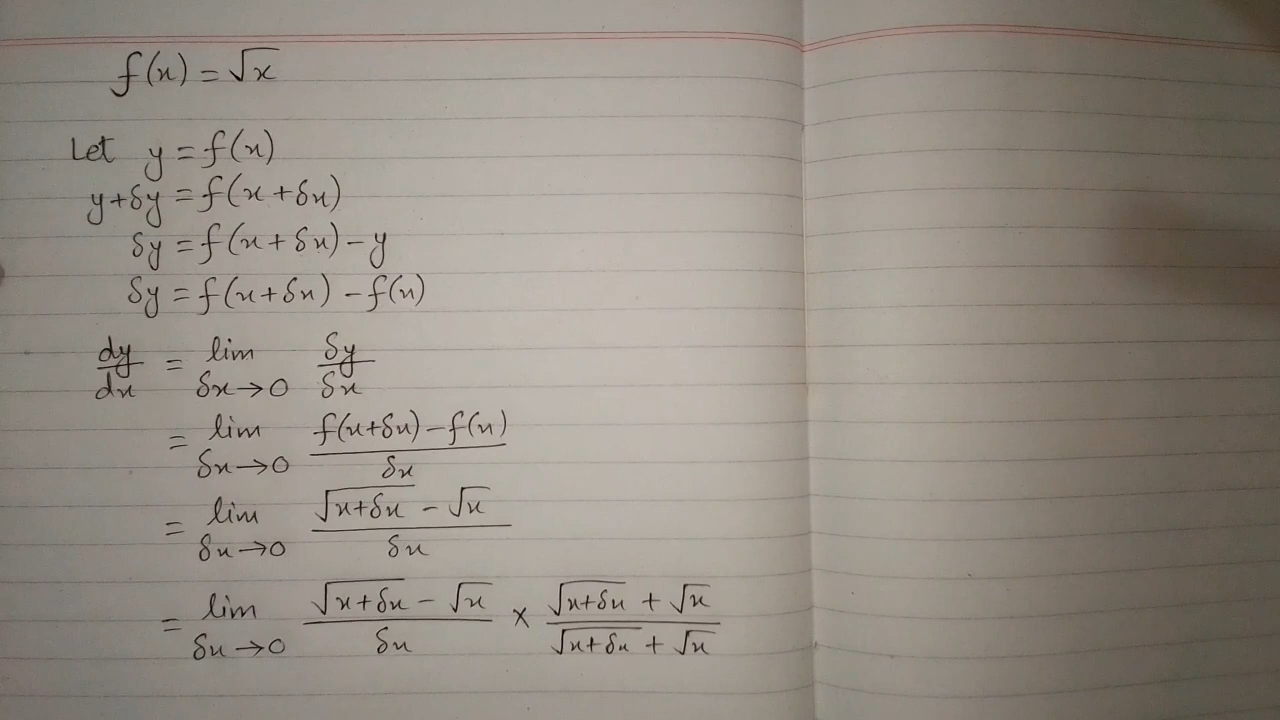 f(x) = √x
Let y = f(x)
y+δy = f(x+δx)
δy = f(x+δx) - y
δy = f(x+δx) - f(x)
dy/dx = lim δx→0 δy/δx
= lim δx→0 (f(x+δx) - f(x))/δx
= lim δx→0 (√(x+δx) - √x)/δx
= lim δx→0 (√(x+δx) - √x)/δx × (√(x+δx) + √x)/(√(x+δx) + √x)